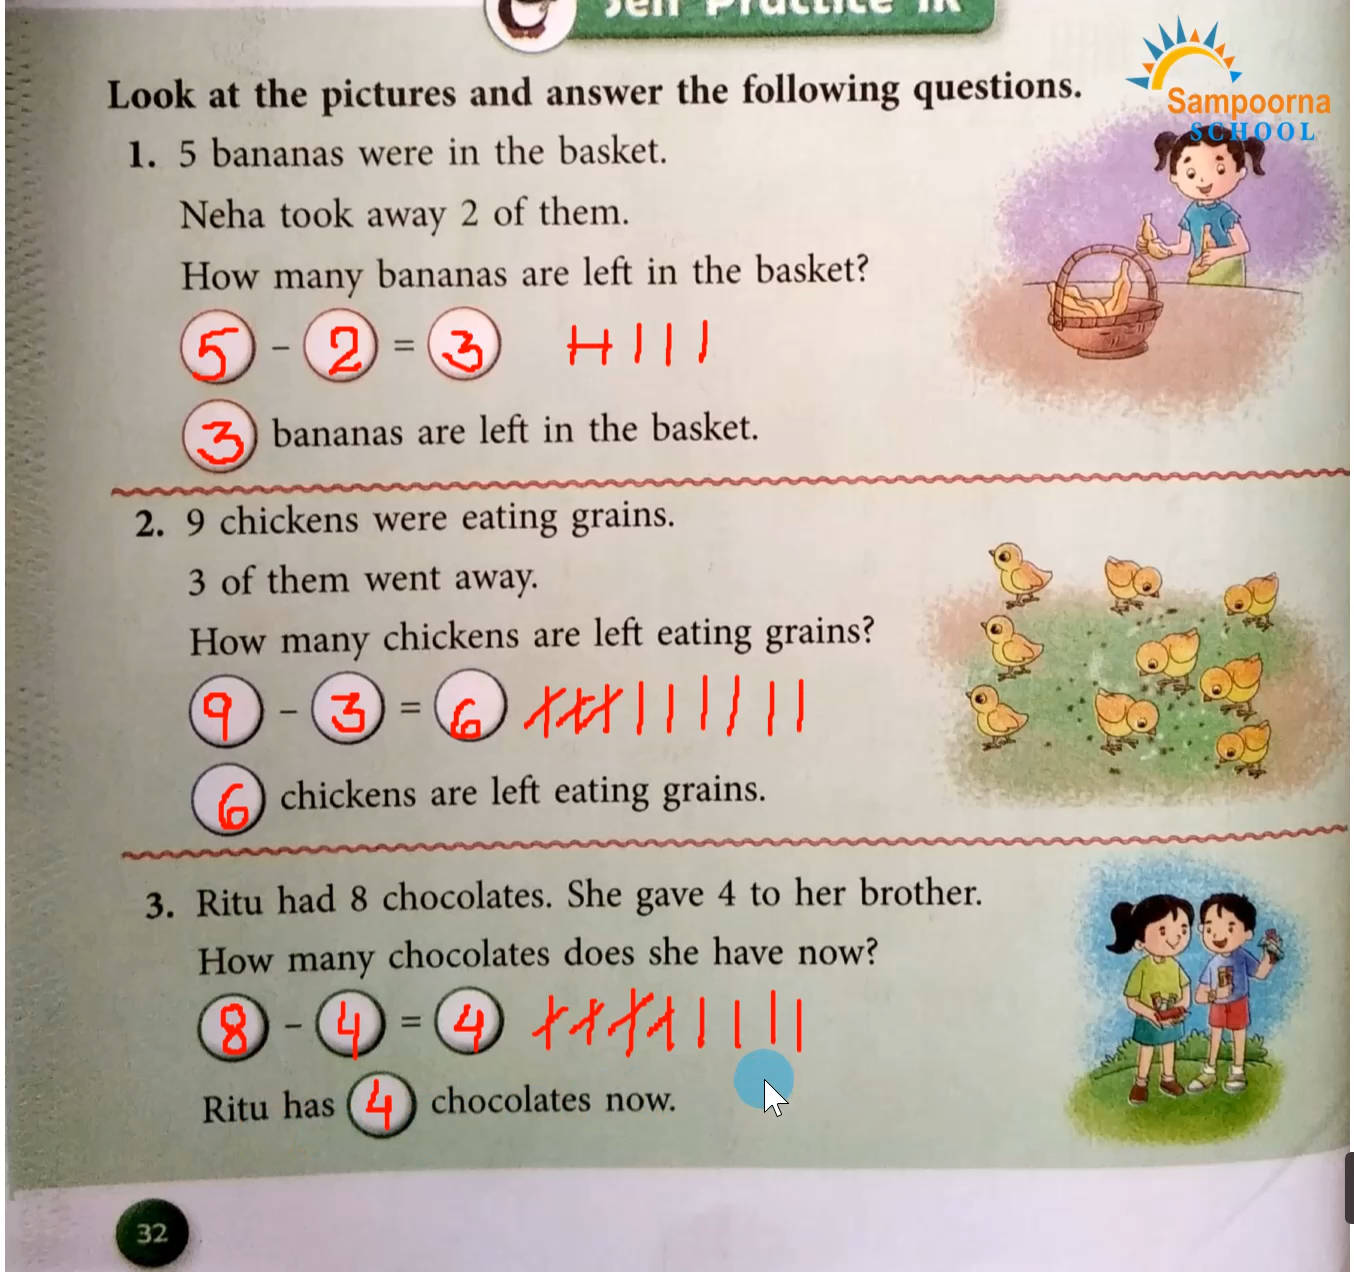 Self Practice
Sampoorna
SCHOOL
Look at the pictures and answer the following questions.
1. 5 bananas were in the basket.
Neha took away 2 of them.
How many bananas are left in the basket?
5 - 2 = 3
3 bananas are left in the basket.
2. 9 chickens were eating grains.
3 of them went away.
How many chickens are left eating grains?
9 - 3 = 6
6 chickens are left eating grains.
3. Ritu had 8 chocolates. She gave 4 to her brother.
How many chocolates does she have now?
8 - 4 = 4
Ritu has 4 chocolates now.
32